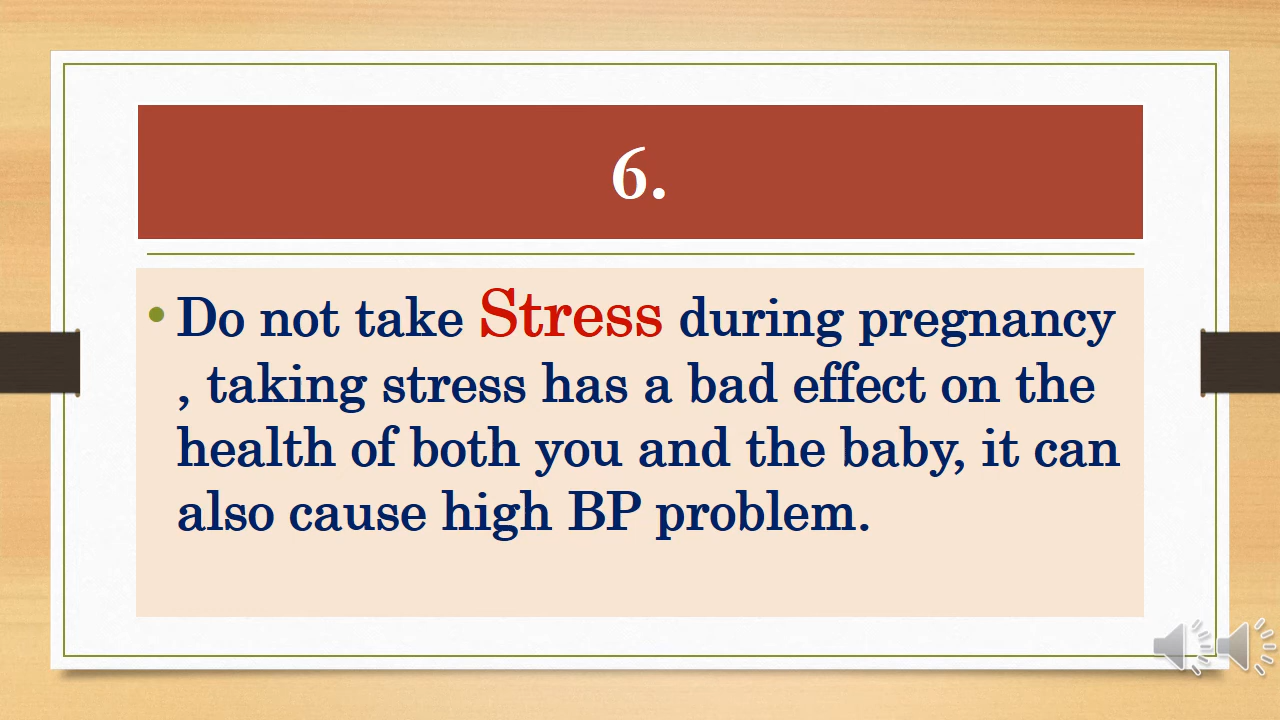 6.
• Do not take Stress during pregnancy
, taking stress has a bad effect on the
health of both you and the baby, it can
also cause high BP problem.